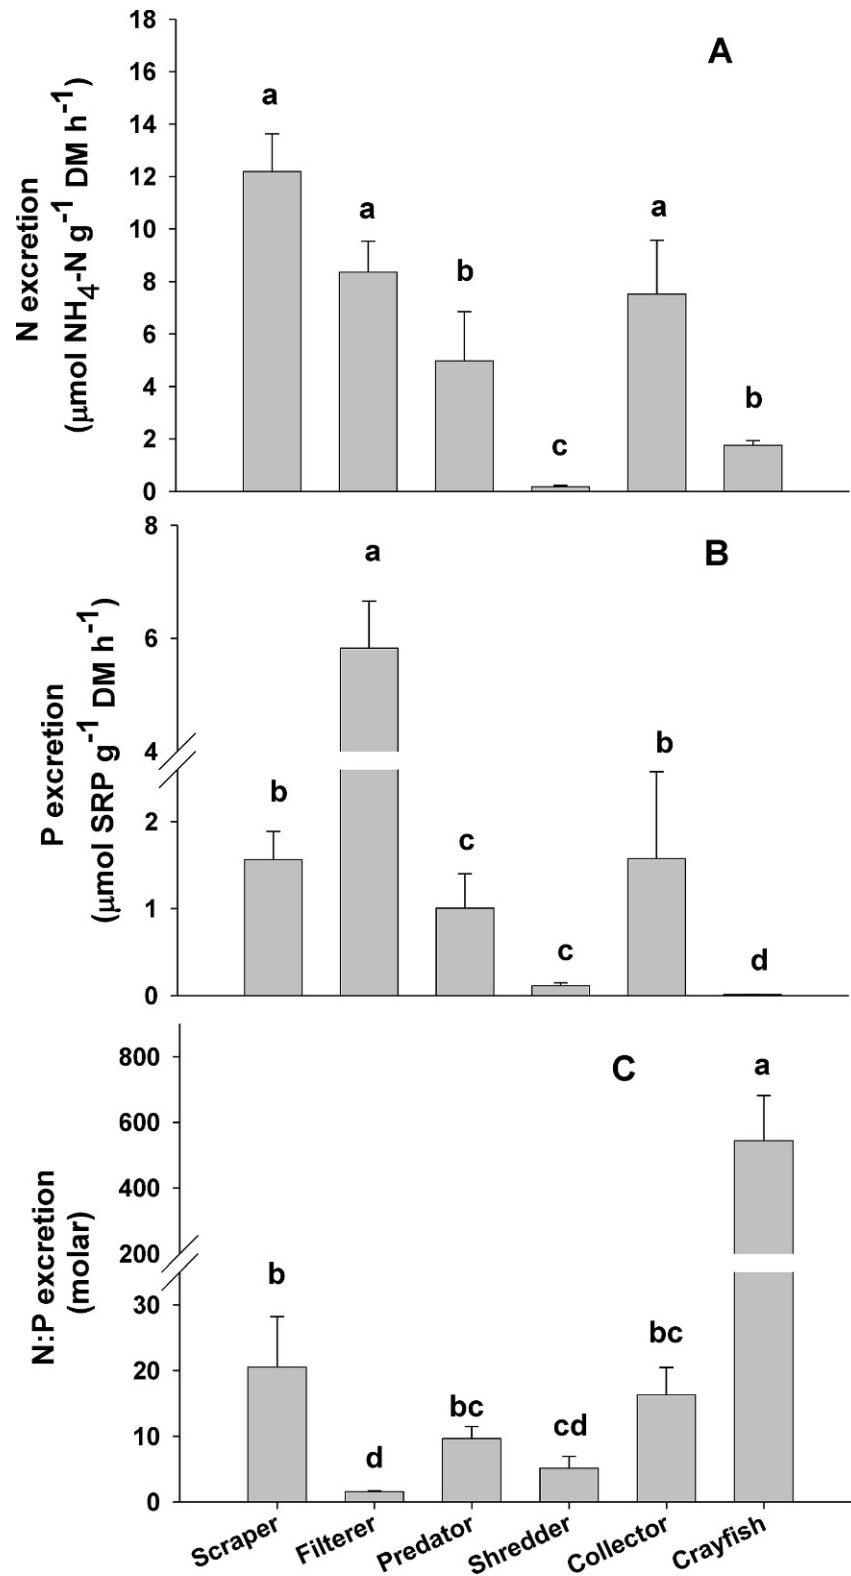 18
A
16
a
14
12
10
a
a
8
b
6
4
b
2
c
0
N excretion
(μmol NH4-N g-1 DM h-1)
8
a
B
6
4
b
b
2
c
1
c
d
0
P excretion
(μmol SRP g-1 DM h-1)
800
C
a
600
400
200
b
30
bc
20
bc
10
cd
d
0
N:P excretion
(molar)
Scraper
Filterer
Predator
Shredder
Collector
Crayfish